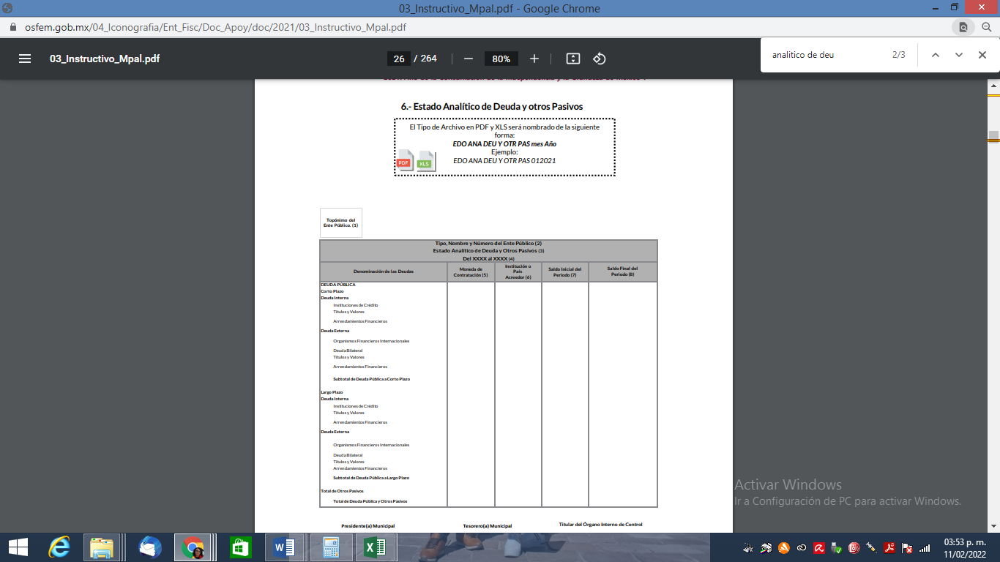 03_Instructivo_Mpal.pdf - Google Chrome
osfem.gob.mx/04_Iconografia/Ent_Fisc/Doc_Apoy/doc/2021/03_Instructivo_Mpal.pdf
03_Instructivo_Mpal.pdf
26 / 264
80%
analitico de deu
2/3
6.- Estado Analítico de Deuda y otros Pasivos
El Tipo de Archivo en PDF y XLS será nombrado de la siguiente
forma:
EDO ANA DEU Y OTR PAS mes Año
Ejemplo:
EDO ANA DEU Y OTR PAS 012021
PDF
XLS
Topónimo del
Ente Público. (1)
Tipo, Nombre y Número del Ente Público (2)
Estado Analítico de Deuda y Otros Pasivos (3)
Del XXXX al XXXX (4)
Denominación de las Deudas
Moneda de
Contratación (5)
Institución o
País
Acreedor (6)
Saldo Inicial del
Periodo (7)
Saldo Final del
Periodo (8)
DEUDA PÚBLICA
Corto Plazo
Deuda Interna
Instituciones de Crédito
Títulos y Valores
Arrendamientos Financieros
Deuda Externa
Organismos Financieros Internacionales
Deuda Bilateral
Títulos y Valores
Arrendamientos Financieros
Subtotal de Deuda Pública a Corto Plazo
Largo Plazo
Deuda Interna
Instituciones de Crédito
Títulos y Valores
Arrendamientos Financieros
Deuda Externa
Organismos Financieros Internacionales
Deuda Bilateral
Títulos y Valores
Arrendamientos Financieros
Subtotal de Deuda Pública a Largo Plazo
Total de Otros Pasivos
Total de Deuda Pública y Otros Pasivos
Presidente(a) Municipal
Tesorero(a) Municipal
Titular del Órgano Interno de Control
Activar Windows
Ir a Configuración de PC para activar Windows.
03:53 p. m.
11/02/2022